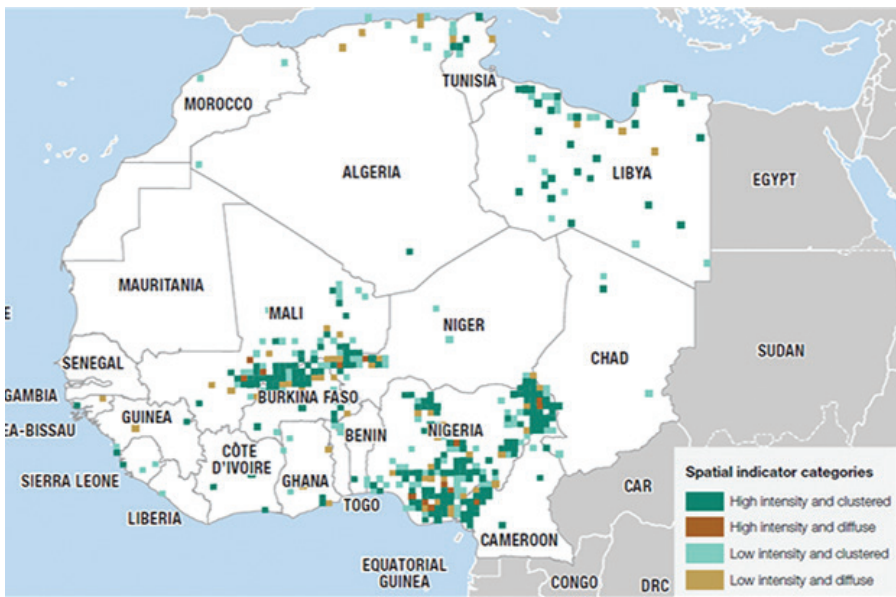 TUNISIA
MOROCCO
ALGERIA
LIBYA
EGYPT
MAURITANIA
MALI
NIGER
CHAD
SUDAN
E
SENEGAL
GAMBIA
GUINEA
EA-BISSAU
BURKINA FASO
BENIN
NIGERIA
CÔTE
D'IVOIRE
GHANA
SIERRA LEONE
LIBERIA
TOGO
CAMEROON
CAR
EQUATORIAL
GUINEA
CONGO
DRC
Spatial indicator categories
High intensity and clustered
High intensity and diffuse
Low intensity and clustered
Low intensity and diffuse